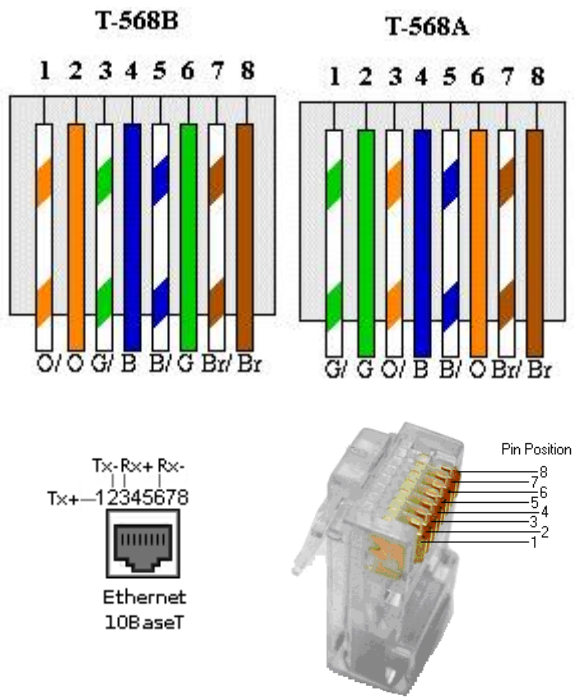 T-568B
1 2 3 4 5 6 7 8
O/ O G/ B B/ G Br/ Br
T-568A
1 2 3 4 5 6 7 8
G/ G O/ B B/ O Br/ Br
Tx- Rx+ Rx-
Tx+ 12345678
Ethernet
10BaseT
Pin Position
8
7
6
5
4
3
2
1